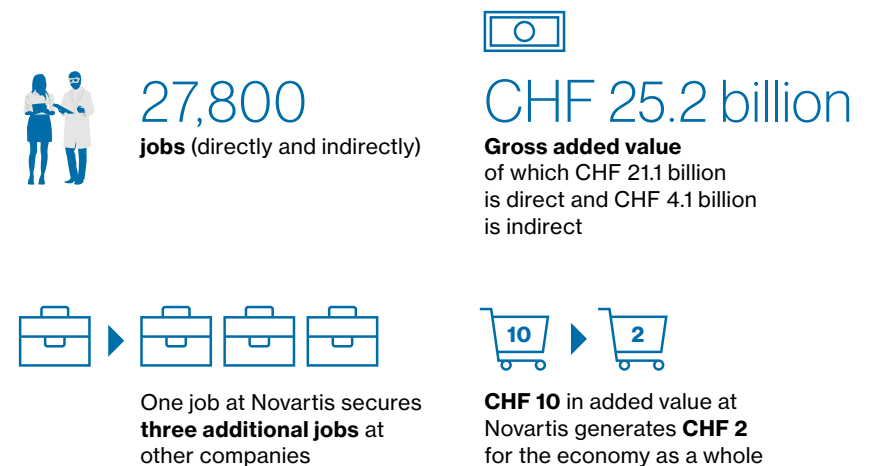 27,800
jobs (directly and indirectly)
CHF 25.2 billion
Gross added value
of which CHF 21.1 billion
is direct and CHF 4.1 billion
is indirect
One job at Novartis secures
three additional jobs at
other companies
10
2
CHF 10 in added value at
Novartis generates CHF 2
for the economy as a whole